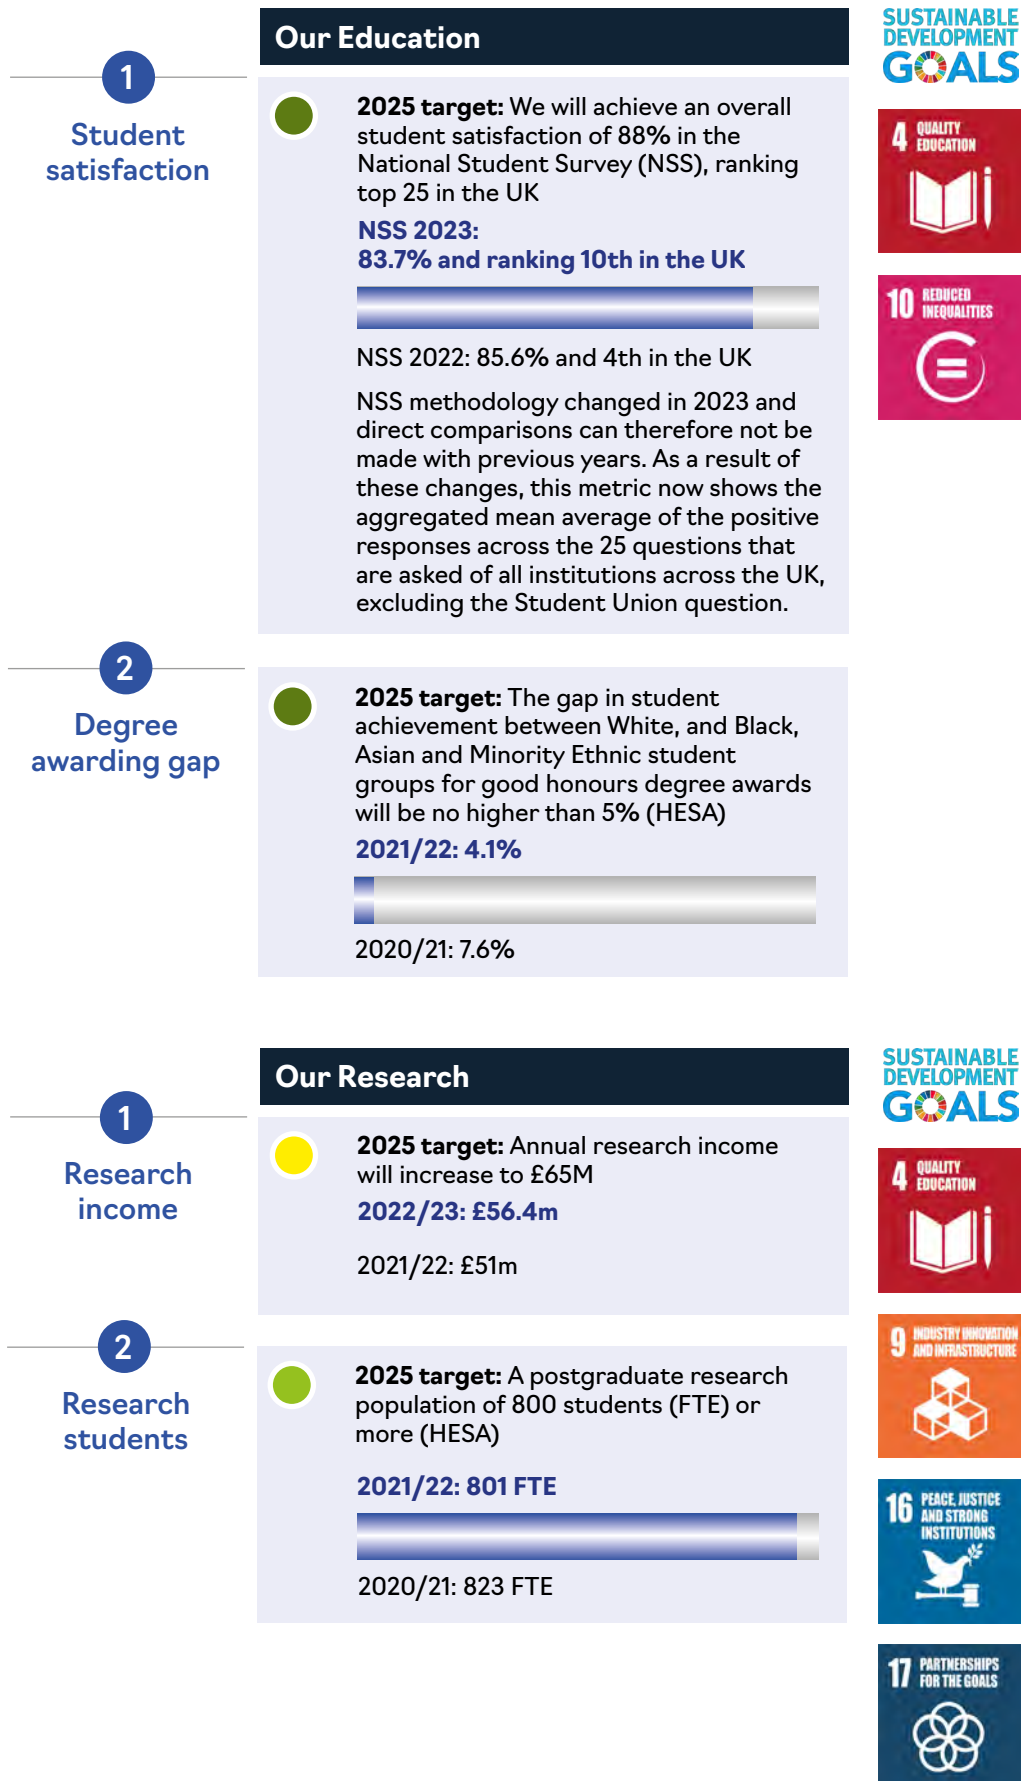 Our Education
SUSTAINABLE
DEVELOPMENT
GOALS
1
Student
satisfaction
2025 target: We will achieve an overall
student satisfaction of 88% in the
National Student Survey (NSS), ranking
top 25 in the UK
NSS 2023:
83.7% and ranking 10th in the UK
NSS 2022: 85.6% and 4th in the UK
NSS methodology changed in 2023 and
direct comparisons can therefore not be
made with previous years. As a result of
these changes, this metric now shows the
aggregated mean average of the positive
responses across the 25 questions that
are asked of all institutions across the UK,
excluding the Student Union question.
4 QUALITY
EDUCATION
10 REDUCED
INEQUALITIES
2
Degree
awarding gap
2025 target: The gap in student
achievement between White, and Black,
Asian and Minority Ethnic student
groups for good honours degree awards
will be no higher than 5% (HESA)
2021/22: 4.1%
2020/21: 7.6%
Our Research
SUSTAINABLE
DEVELOPMENT
GOALS
1
Research
income
2025 target: Annual research income
will increase to £65M
2022/23: £56.4m
2021/22: £51m
4 QUALITY
EDUCATION
2
Research
students
2025 target: A postgraduate research
population of 800 students (FTE) or
more (HESA)
2021/22: 801 FTE
2020/21: 823 FTE
9 INDUSTRY INNOVATION
AND INFRASTRUCTURE
16 PEACE, JUSTICE
AND STRONG
INSTITUTIONS
17 PARTNERSHIPS
FOR THE GOALS